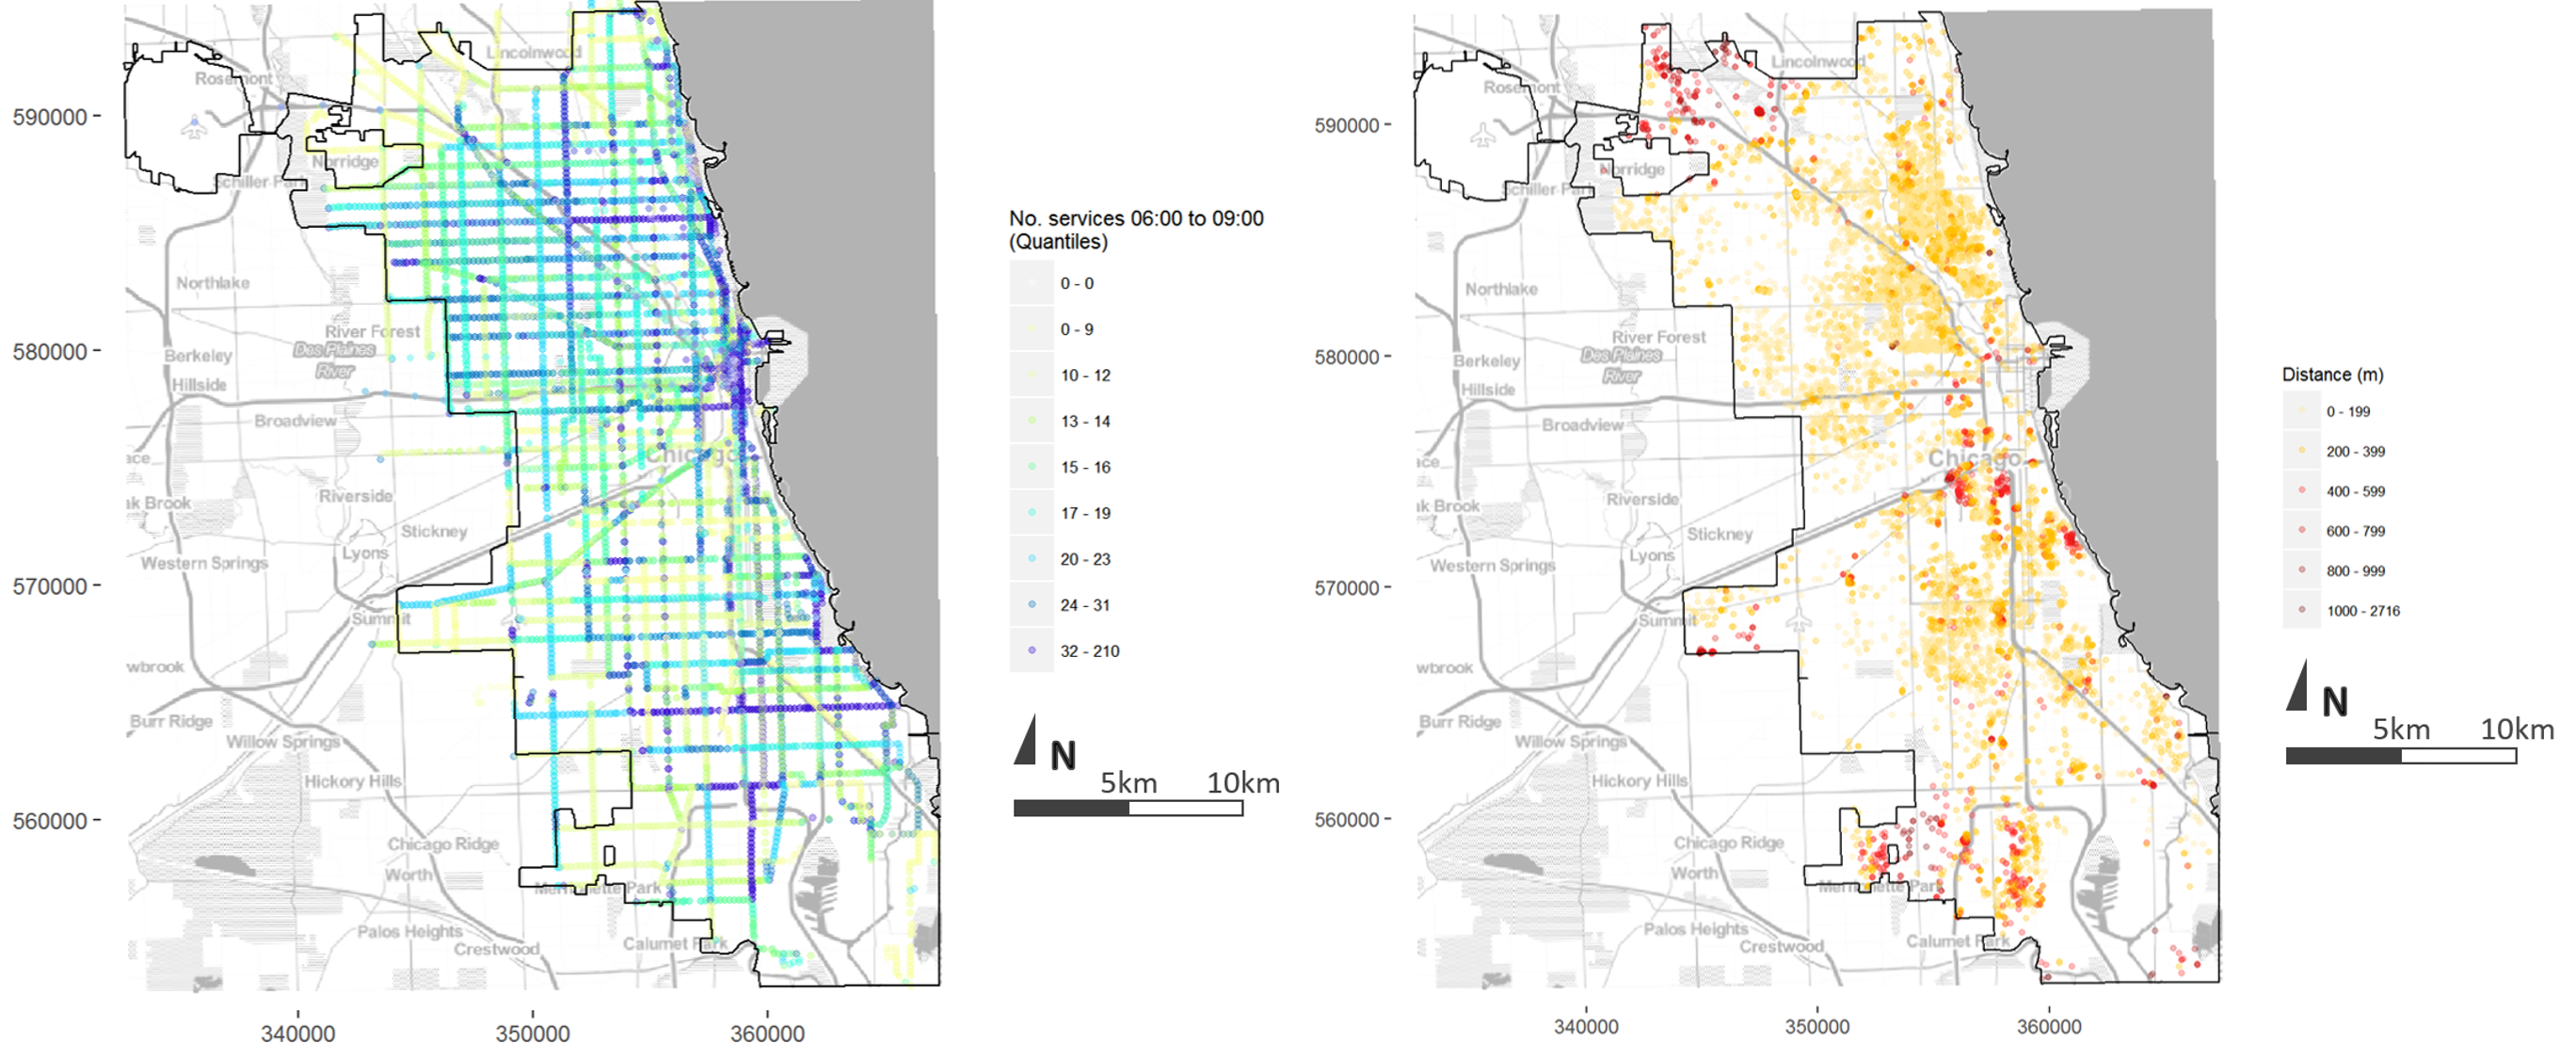 Lincolnwood
Rosemont
590000
Norridge
Schiller Park
Northlake
River Forest
580000
Berkeley
Des Plaines
River
Hillside
Broadview
Chicago
ace
Riverside
ak Brook
Stickney
Lyons
Western Springs
570000
Summit
wbrook
Burr Ridge
Willow Springs
Hickory Hills
560000
Chicago Ridge
Worth
Merrionette Park
Palos Heights
Crestwood
Calumet Park
340000
350000
360000
No. services 06:00 to 09:00
(Quantiles)
0 - 0
0 - 9
10 - 12
13 - 14
15 - 16
17 - 19
20 - 23
24 - 31
32 - 210
N
5km 10km
Lincolnwood
Rosemont
590000
Norridge
Schiller Park
Northlake
River Forest
580000
Berkeley
Des Plaines
River
Hillside
Broadview
Chicago
ace
Riverside
ak Brook
Stickney
Lyons
Western Springs
570000
Summit
wbrook
Burr Ridge
Willow Springs
Hickory Hills
560000
Chicago Ridge
Worth
Merrionette Park
Palos Heights
Crestwood
Calumet Park
340000
350000
360000
Distance (m)
0 - 199
200 - 399
400 - 599
600 - 799
800 - 999
1000 - 2716
N
5km 10km